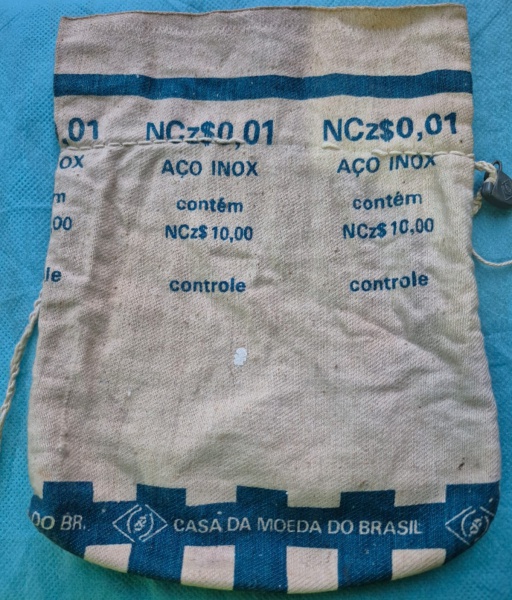 ,01 NCz$0,01 NCz$0,01
OX AÇO INOX AÇO INOX
m contém contém
,00 NCz$10,00 NCz$10,00
le controle controle
DO BR. CASA DA MOEDA DO BRASIL